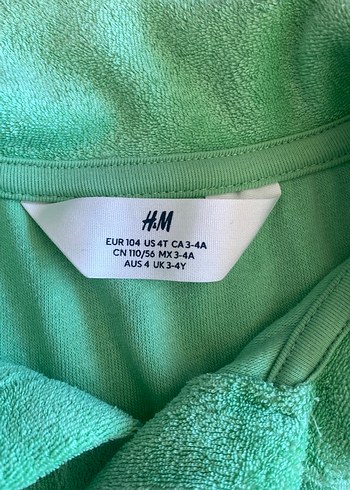 H&M
EUR 104 US 4T CA 3-4A
CN 110/56 MX 3-4A
AUS 4 UK 3-4Y